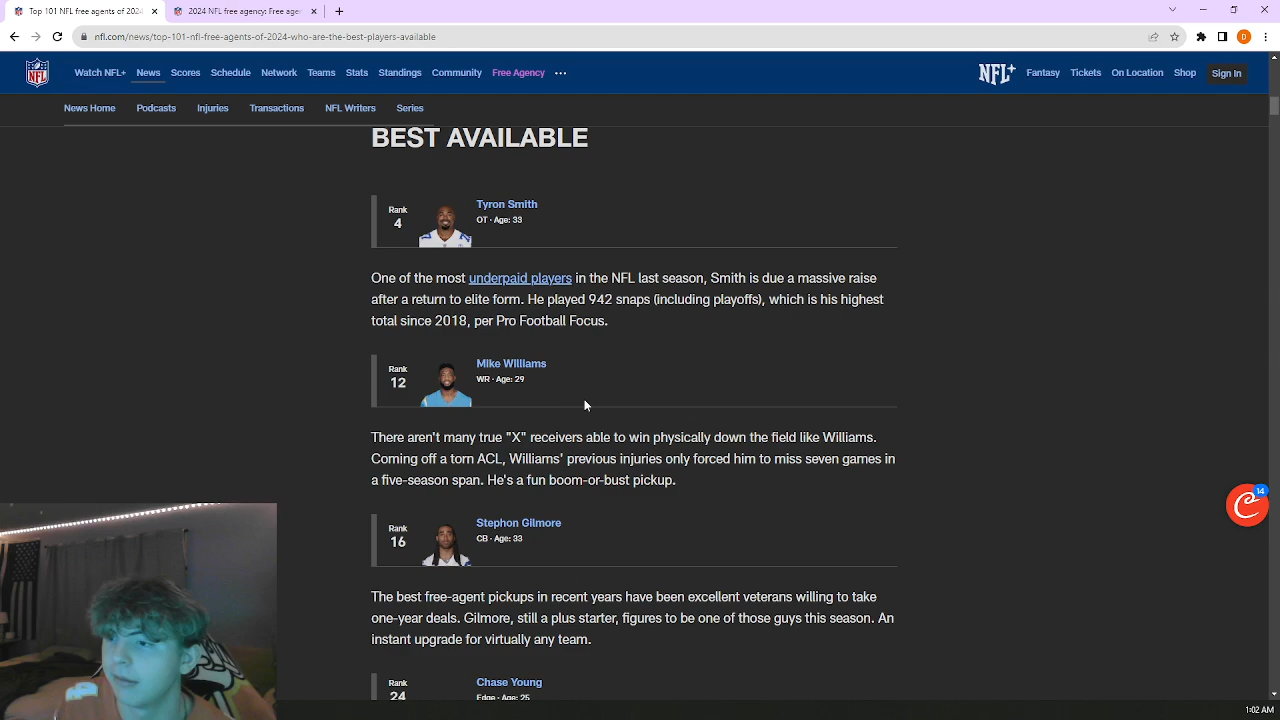 Top 101 NFL free agents of 2024
2024 NFL free agency: Free agen
nfl.com/news/top-101-nfl-free-agents-of-2024-who-are-the-best-players-available
D
NFL
Watch NFL+ News Scores Schedule Network Teams Stats Standings Community Free Agency ···
NFL+ Fantasy Tickets On Location Shop Sign In
News Home Podcasts Injuries Transactions NFL Writers Series
BEST AVAILABLE
Rank
4
Tyron Smith
OT · Age: 33
One of the most underpaid players in the NFL last season, Smith is due a massive raise
after a return to elite form. He played 942 snaps (including playoffs), which is his highest
total since 2018, per Pro Football Focus.
Rank
12
Mike Williams
WR · Age: 29
There aren't many true "X" receivers able to win physically down the field like Williams.
Coming off a torn ACL, Williams' previous injuries only forced him to miss seven games in
a five-season span. He's a fun boom-or-bust pickup.
14
Rank
16
Stephon Gilmore
CB · Age: 33
The best free-agent pickups in recent years have been excellent veterans willing to take
one-year deals. Gilmore, still a plus starter, figures to be one of those guys this season. An
instant upgrade for virtually any team.
Rank
24
Chase Young
Edge · Age: 25
1:02 AM